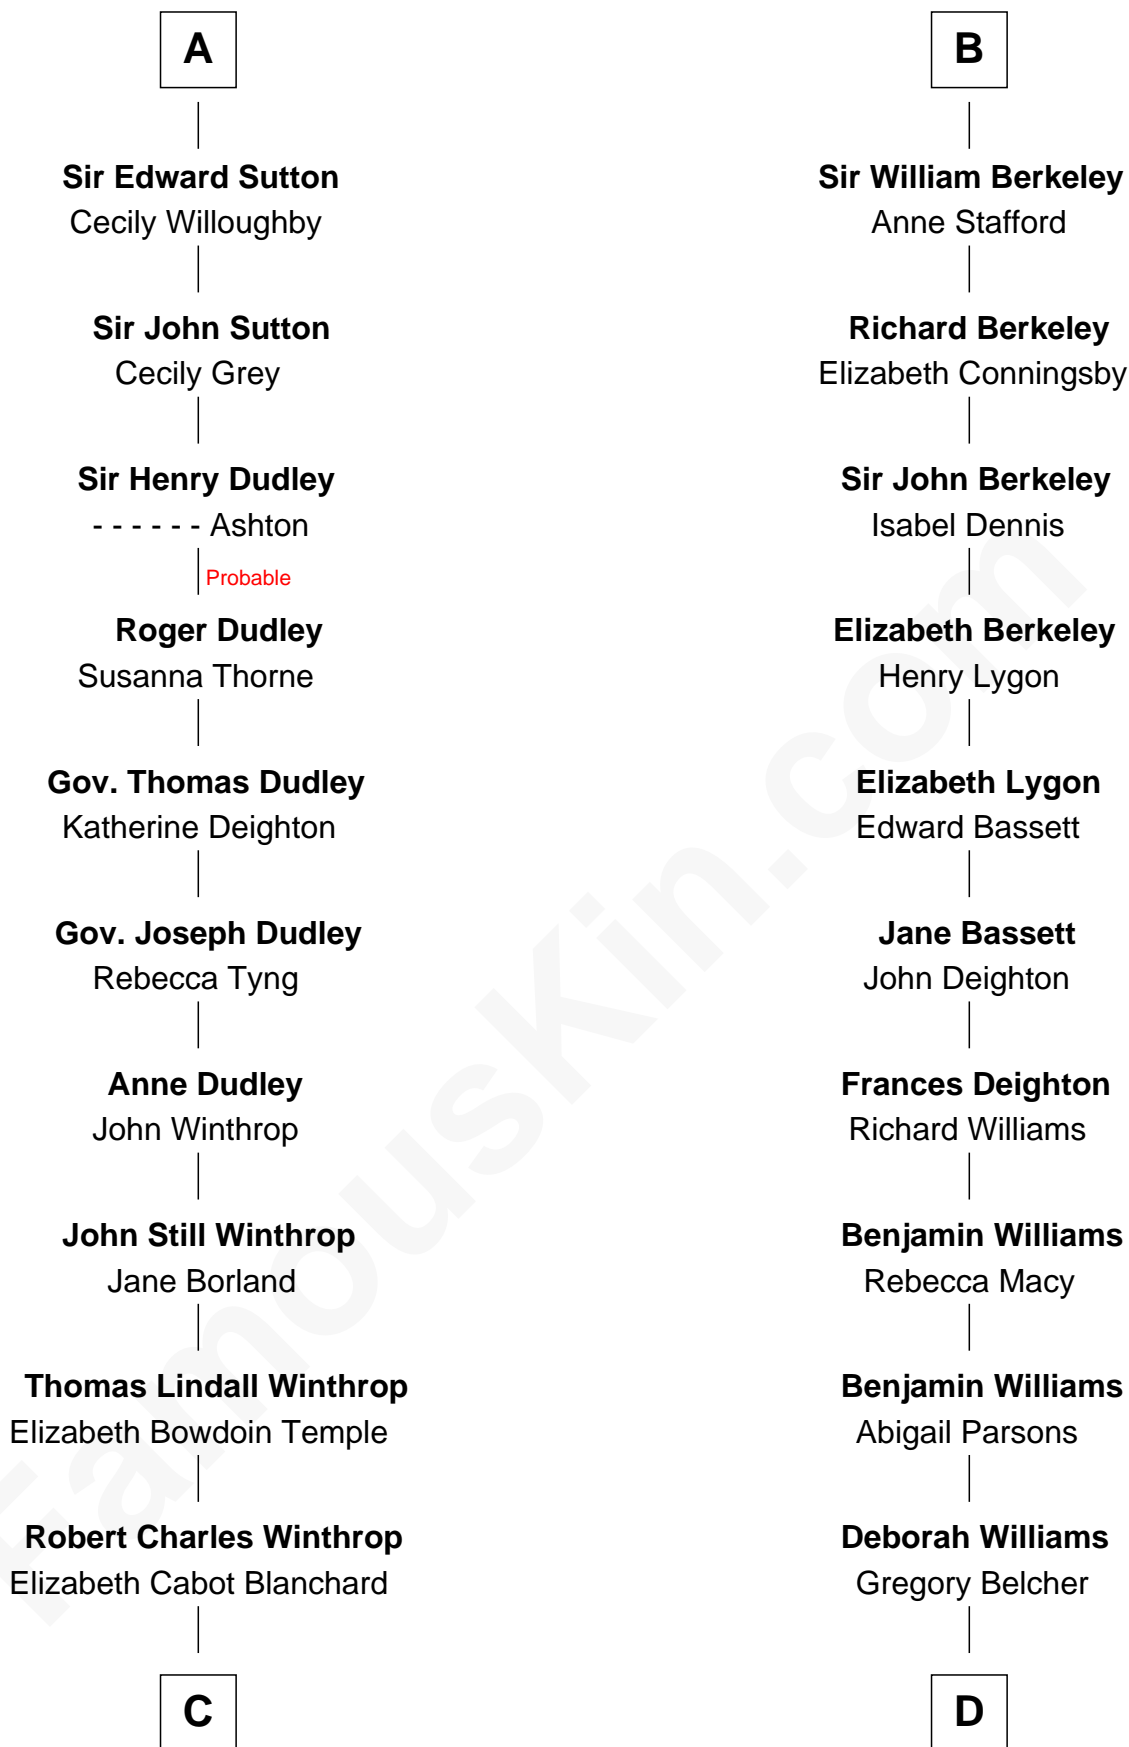 A
Sir Edward Sutton
Cecily Willoughby
Sir John Sutton
Cecily Grey
Sir Henry Dudley
- - - - - - Ashton
Probable
Roger Dudley
Susanna Thorne
Gov. Thomas Dudley
Katherine Deighton
Gov. Joseph Dudley
Rebecca Tyng
Anne Dudley
John Winthrop
John Still Winthrop
Jane Borland
Thomas Lindall Winthrop
Elizabeth Bowdoin Temple
Robert Charles Winthrop
Elizabeth Cabot Blanchard
C
B
Sir William Berkeley
Anne Stafford
Richard Berkeley
Elizabeth Conningsby
Sir John Berkeley
Isabel Dennis
Elizabeth Berkeley
Henry Lygon
Elizabeth Lygon
Edward Bassett
Jane Bassett
John Deighton
Frances Deighton
Richard Williams
Benjamin Williams
Rebecca Macy
Benjamin Williams
Abigail Parsons
Deborah Williams
Gregory Belcher
D
FamousKin.com